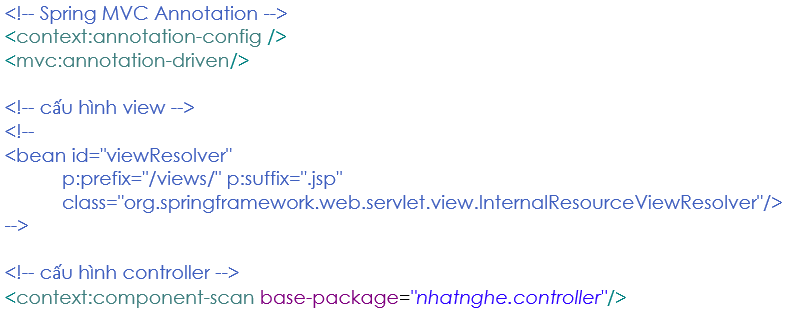 <!-- Spring MVC Annotation -->
<context:annotation-config />
<mvc:annotation-driven/>
<!-- cấu hình view -->
<!--
<bean id="viewResolver"
p:prefix="/views/" p:suffix=".jsp"
class="org.springframework.web.servlet.view.InternalResourceViewResolver"/>
-->
<!-- cấu hình controller -->
<context:component-scan base-package="nhatnghe.controller"/>